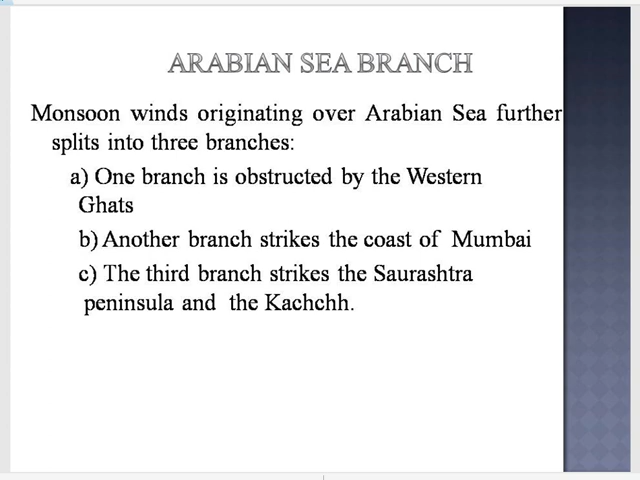 ARABIAN SEA BRANCH
Monsoon winds originating over Arabian Sea further
splits into three branches:
a) One branch is obstructed by the Western
Ghats
b) Another branch strikes the coast of Mumbai
c) The third branch strikes the Saurashtra
peninsula and the Kachchh.